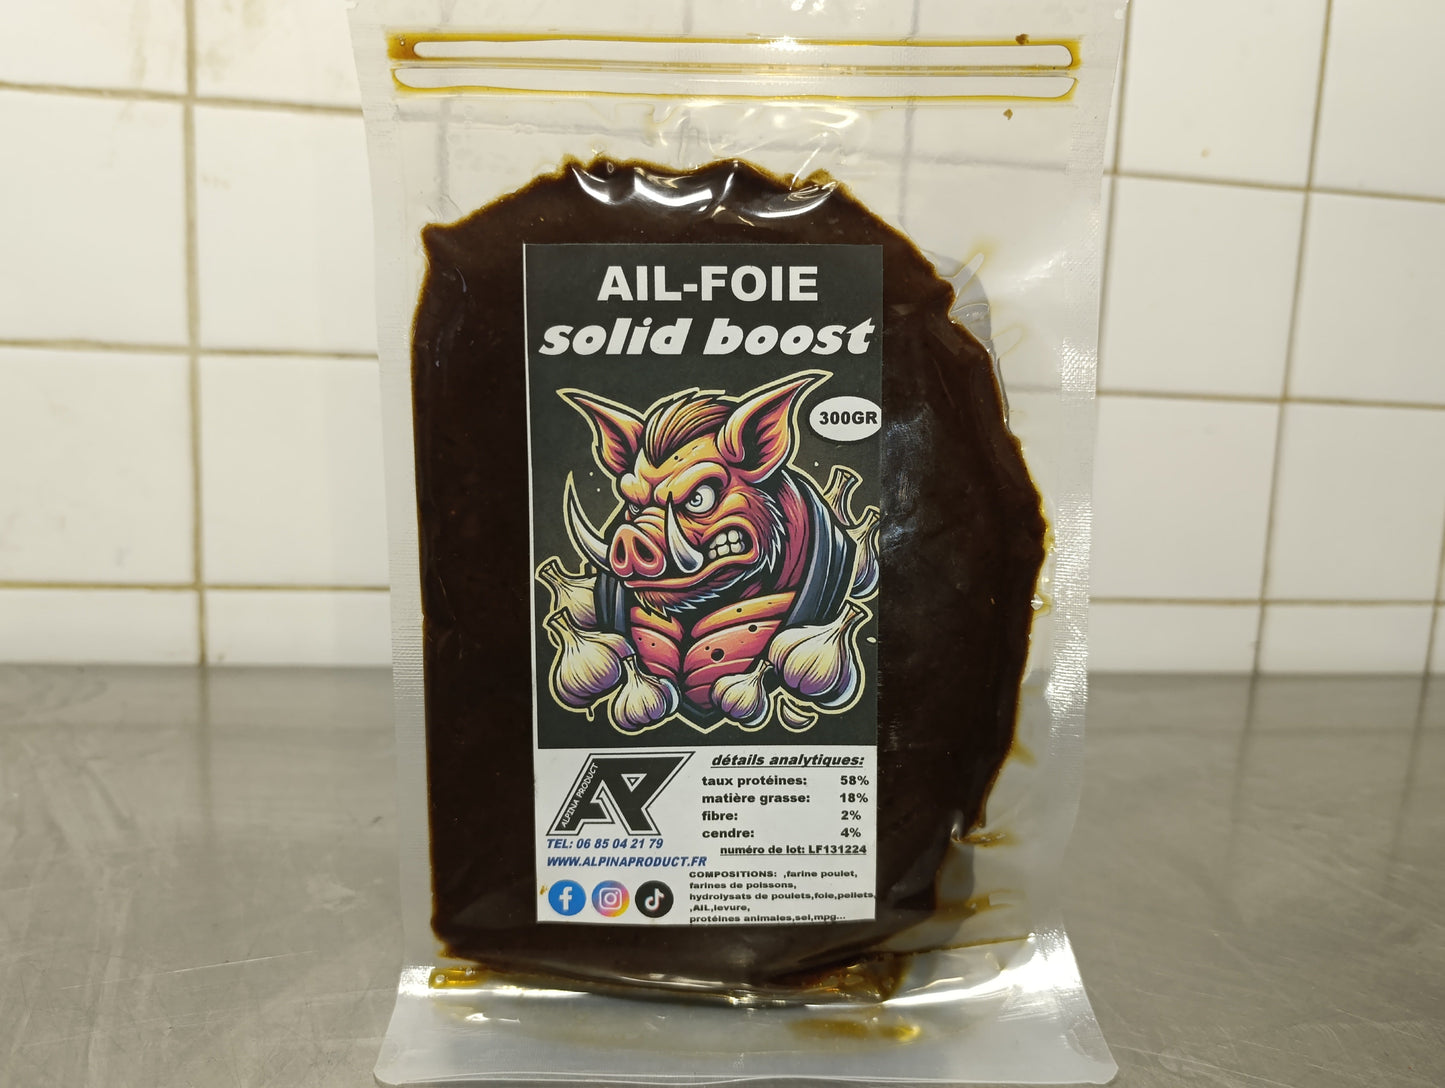 AIL-FOIE
solid boost
300GR
ALPINA PRODUCT
AP
TEL: 06 85 04 21 79
WWW.ALPINAPRODUCT.FR
détails analytiques:
taux protéines: 58%
matière grasse: 18%
fibre: 2%
cendre: 4%
numéro de lot: LF131224
COMPOSITIONS: ,farine poulet,
farines de poissons,
hydrolysats de poulets,foie,pellets,
,AIL,levure,
protéines animales,sel,mpg...